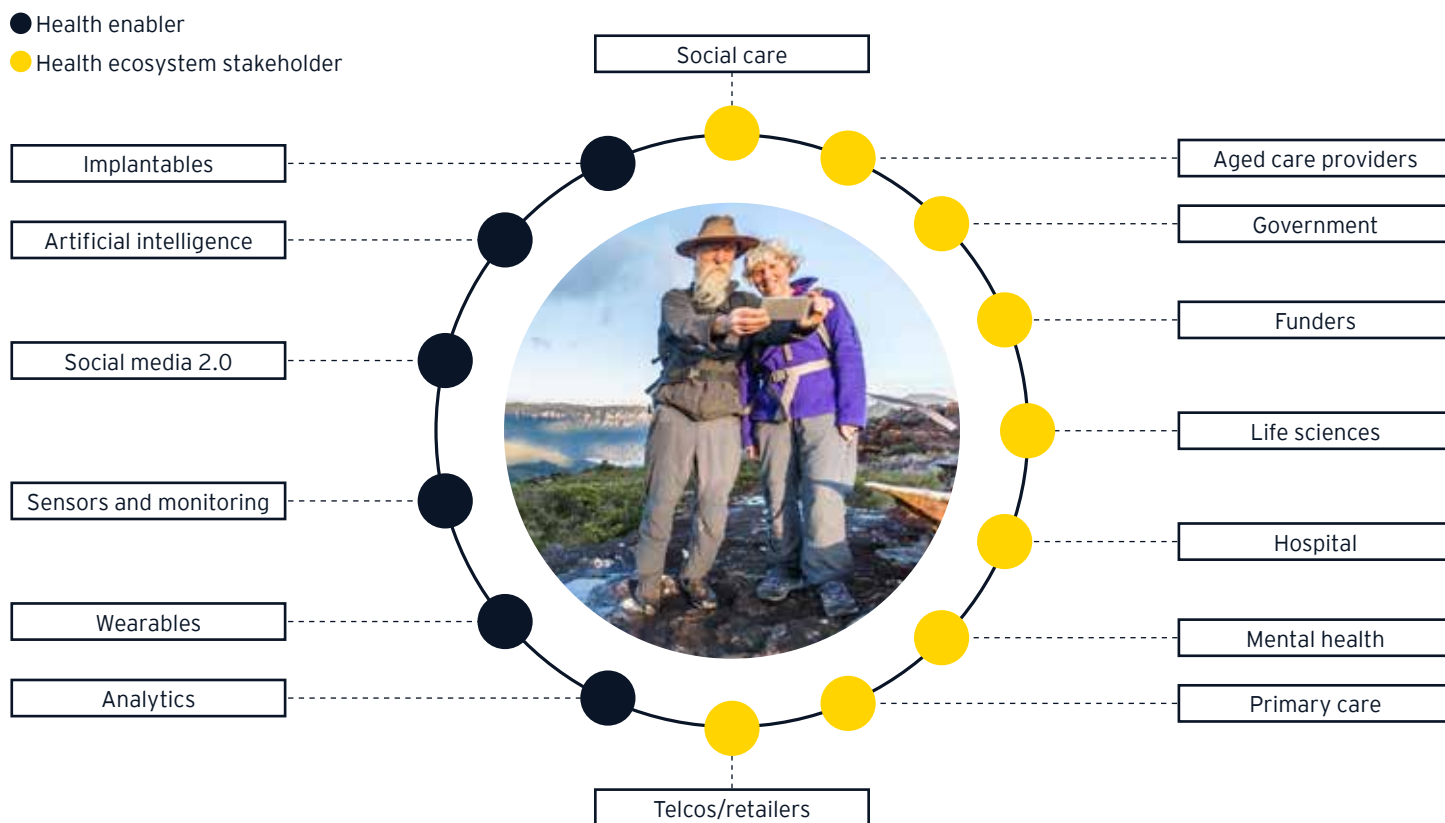 Health enabler
Health ecosystem stakeholder
Social care
Implantables
Artificial intelligence
Social media 2.0
Sensors and monitoring
Wearables
Analytics
Aged care providers
Government
Funders
Life sciences
Hospital
Mental health
Primary care
Telcos/retailers